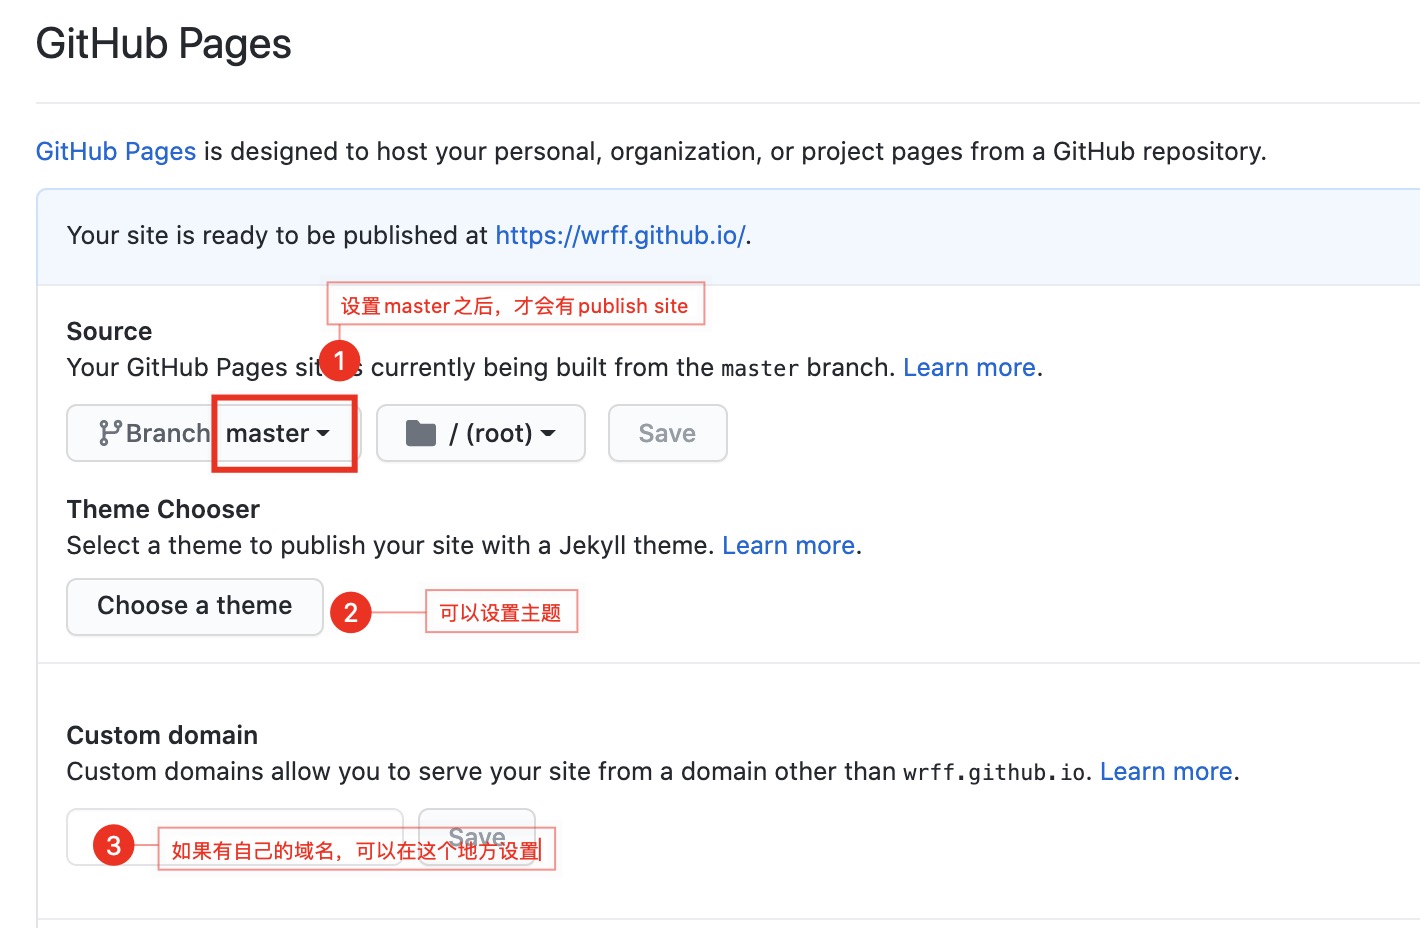 GitHub Pages
GitHub Pages is designed to host your personal, organization, or project pages from a GitHub repository.
Your site is ready to be published at https://wrff.github.io/.
设置master之后，才会有publish site
Source
1
Your GitHub Pages site is currently being built from the master branch. Learn more.
Branch master / (root) Save
Theme Chooser
Select a theme to publish your site with a Jekyll theme. Learn more.
Choose a theme 2 可以设置主题
Custom domain
Custom domains allow you to serve your site from a domain other than wrff.github.io. Learn more.
Save
3 如果有自己的域名，可以在这个地方设置